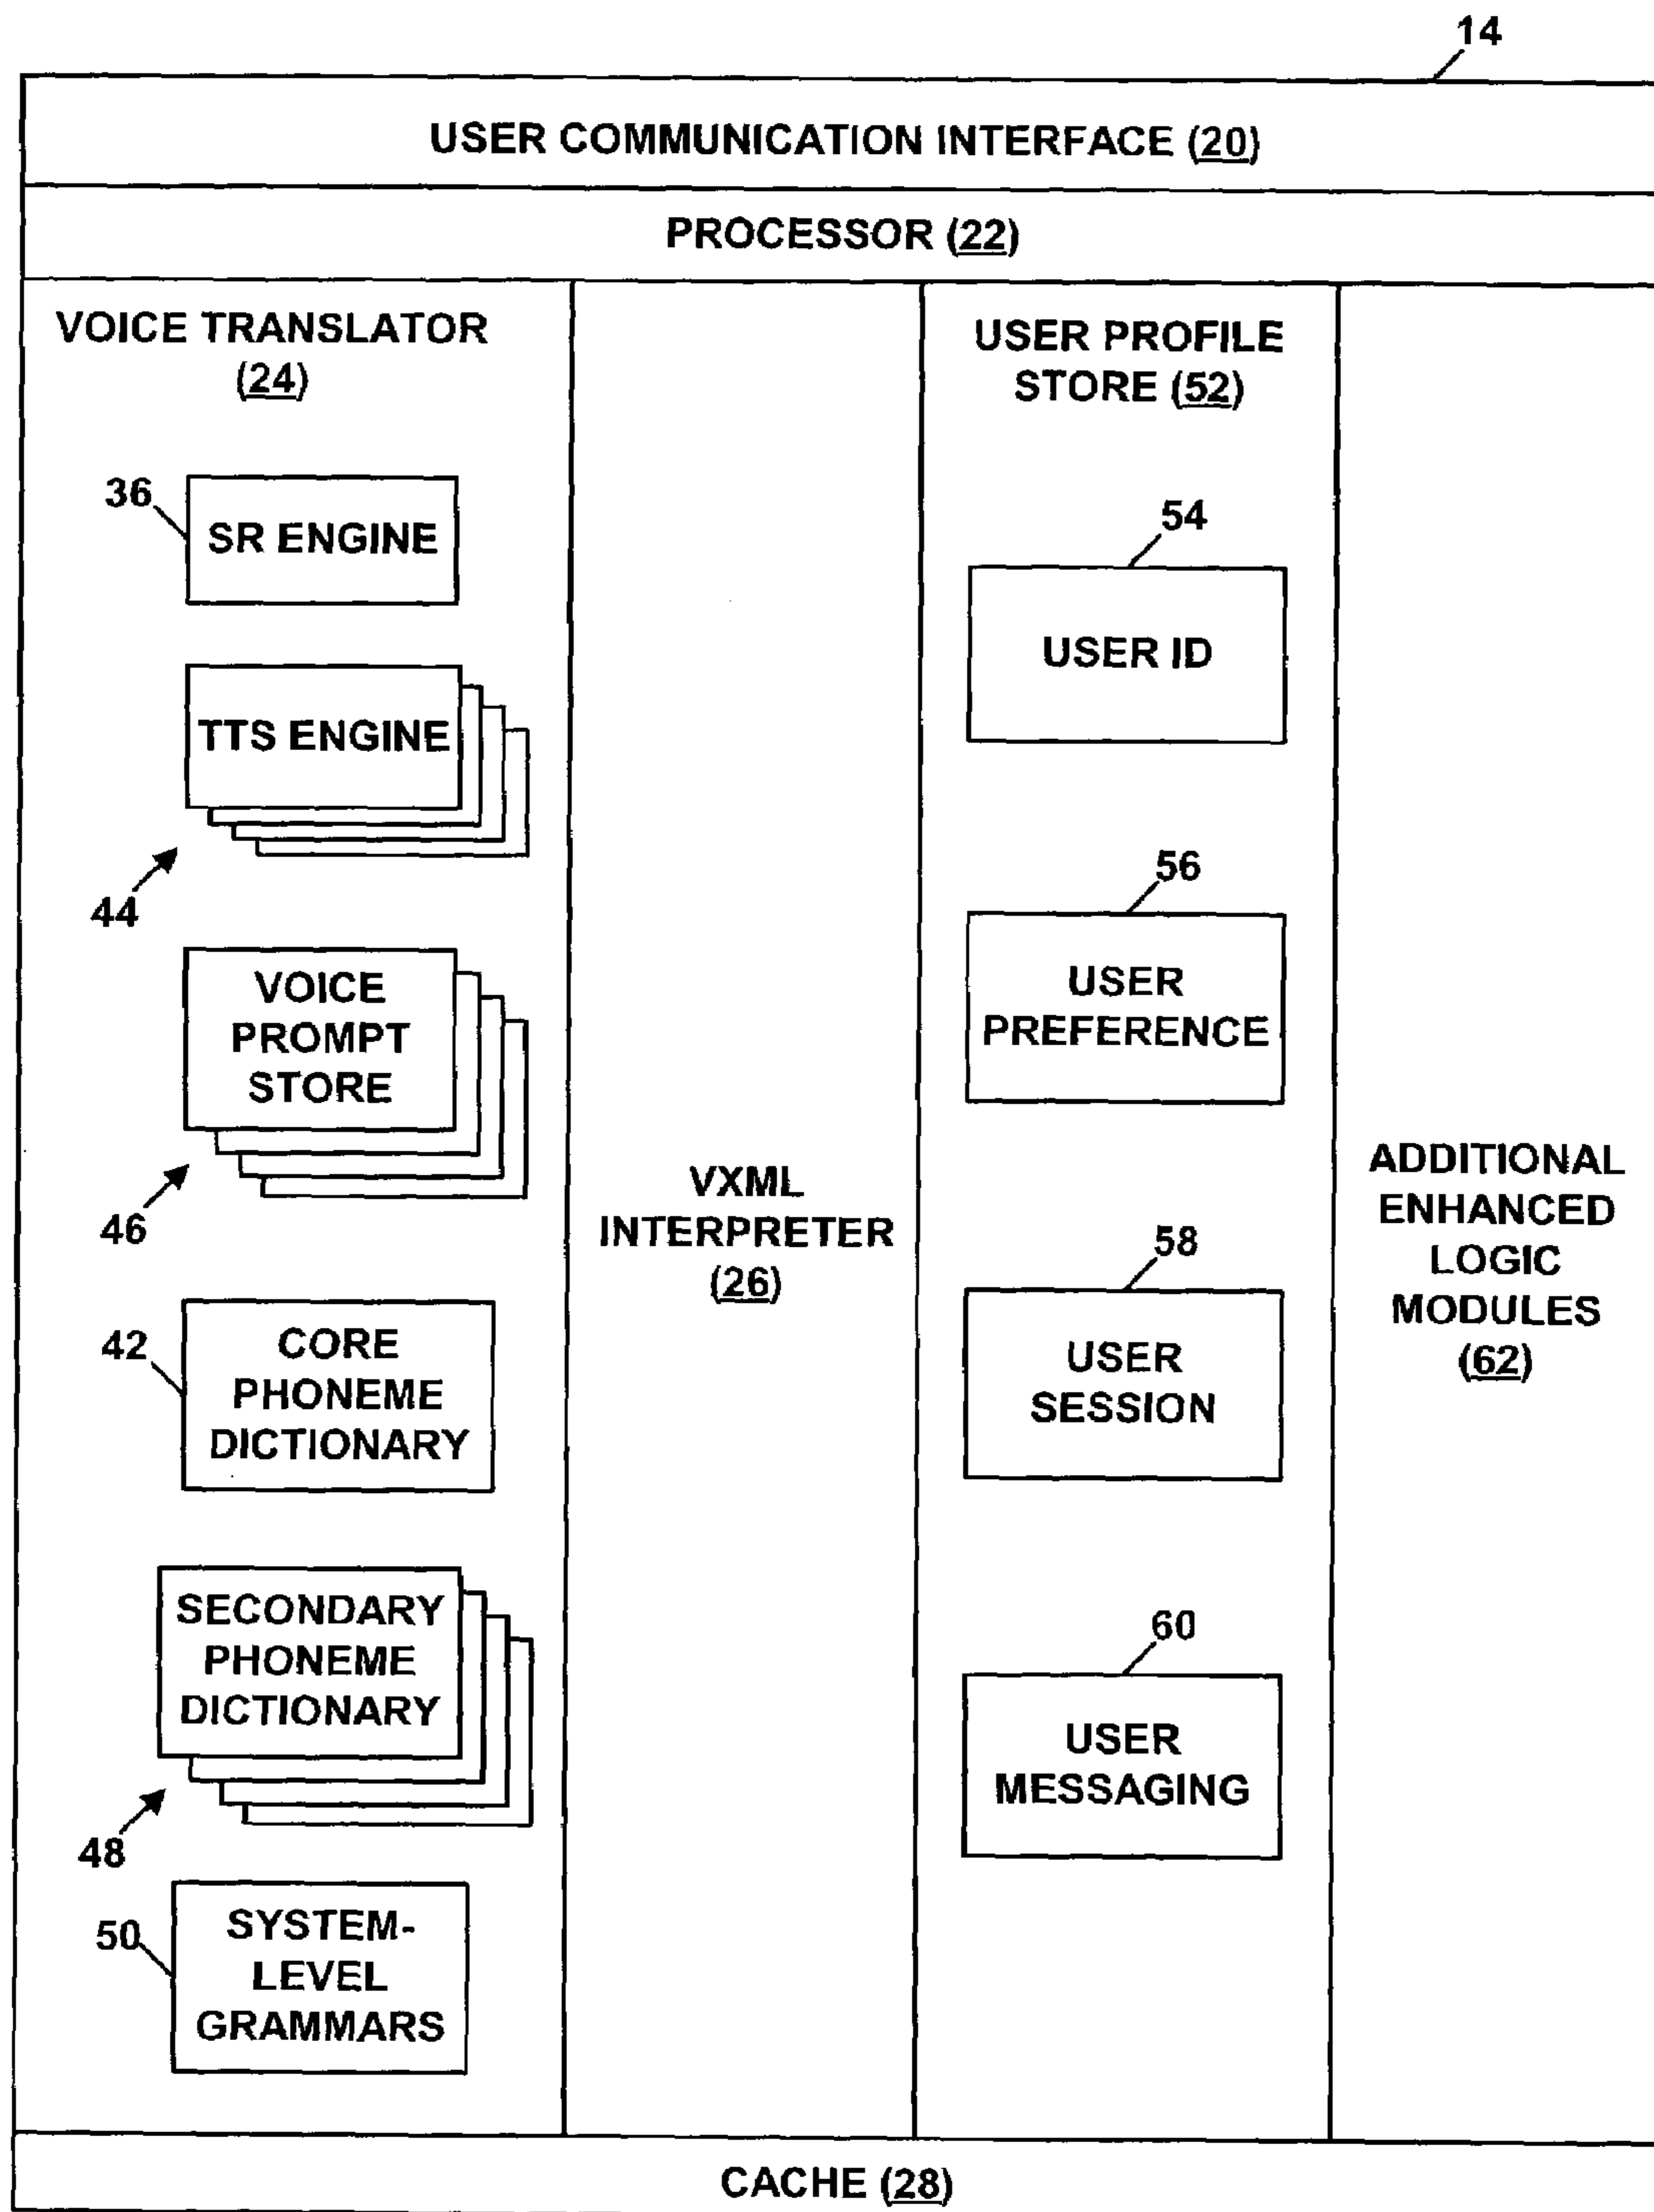 14
USER COMMUNICATION INTERFACE (20)
PROCESSOR (22)
VOICE TRANSLATOR
(24)
36
SR ENGINE
TTS ENGINE
44
VOICE
PROMPT
STORE
46
42
CORE
PHONEME
DICTIONARY
SECONDARY
PHONEME
DICTIONARY
48
50
SYSTEM-
LEVEL
GRAMMARS
VXML
INTERPRETER
(26)
USER PROFILE
STORE (52)
54
USER ID
56
USER
PREFERENCE
58
USER
SESSION
60
USER
MESSAGING
ADDITIONAL
ENHANCED
LOGIC
MODULES
(62)
CACHE (28)